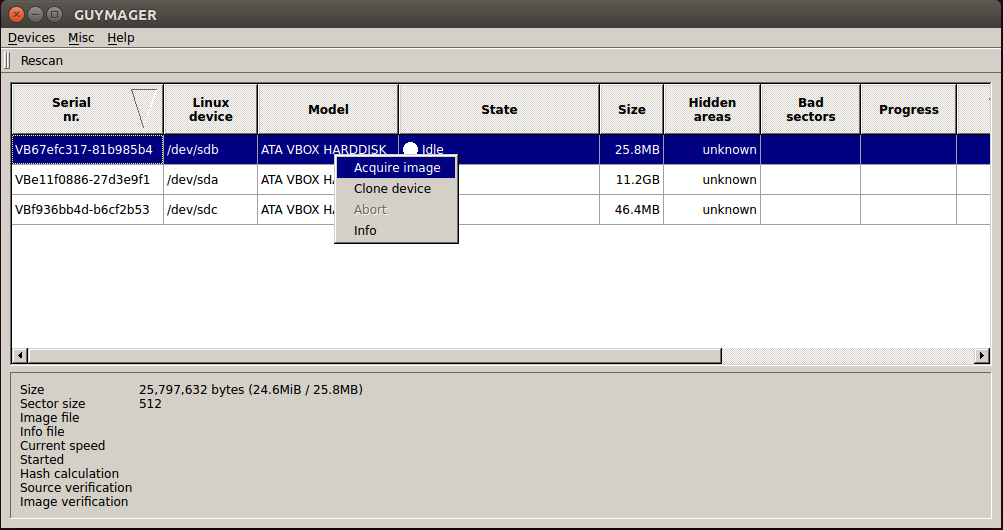 GUYMAGER
Devices Misc Help
Rescan
Serial nr. Linux device Model State Size Hidden areas Bad sectors Progress
VB67efc317-81b985b4 /dev/sdb ATA VBOX HARDDISK Idle 25.8MB unknown
VBe11f0886-27d3e9f1 /dev/sda ATA VBOX HA 11.2GB unknown
VBf936bb4d-b6cf2b53 /dev/sdc ATA VBOX HA 46.4MB unknown
Acquire image
Clone device
Abort
Info
Size 25,797,632 bytes (24.6MiB / 25.8MB)
Sector size 512
Image file
Info file
Current speed
Started
Hash calculation
Source verification
Image verification